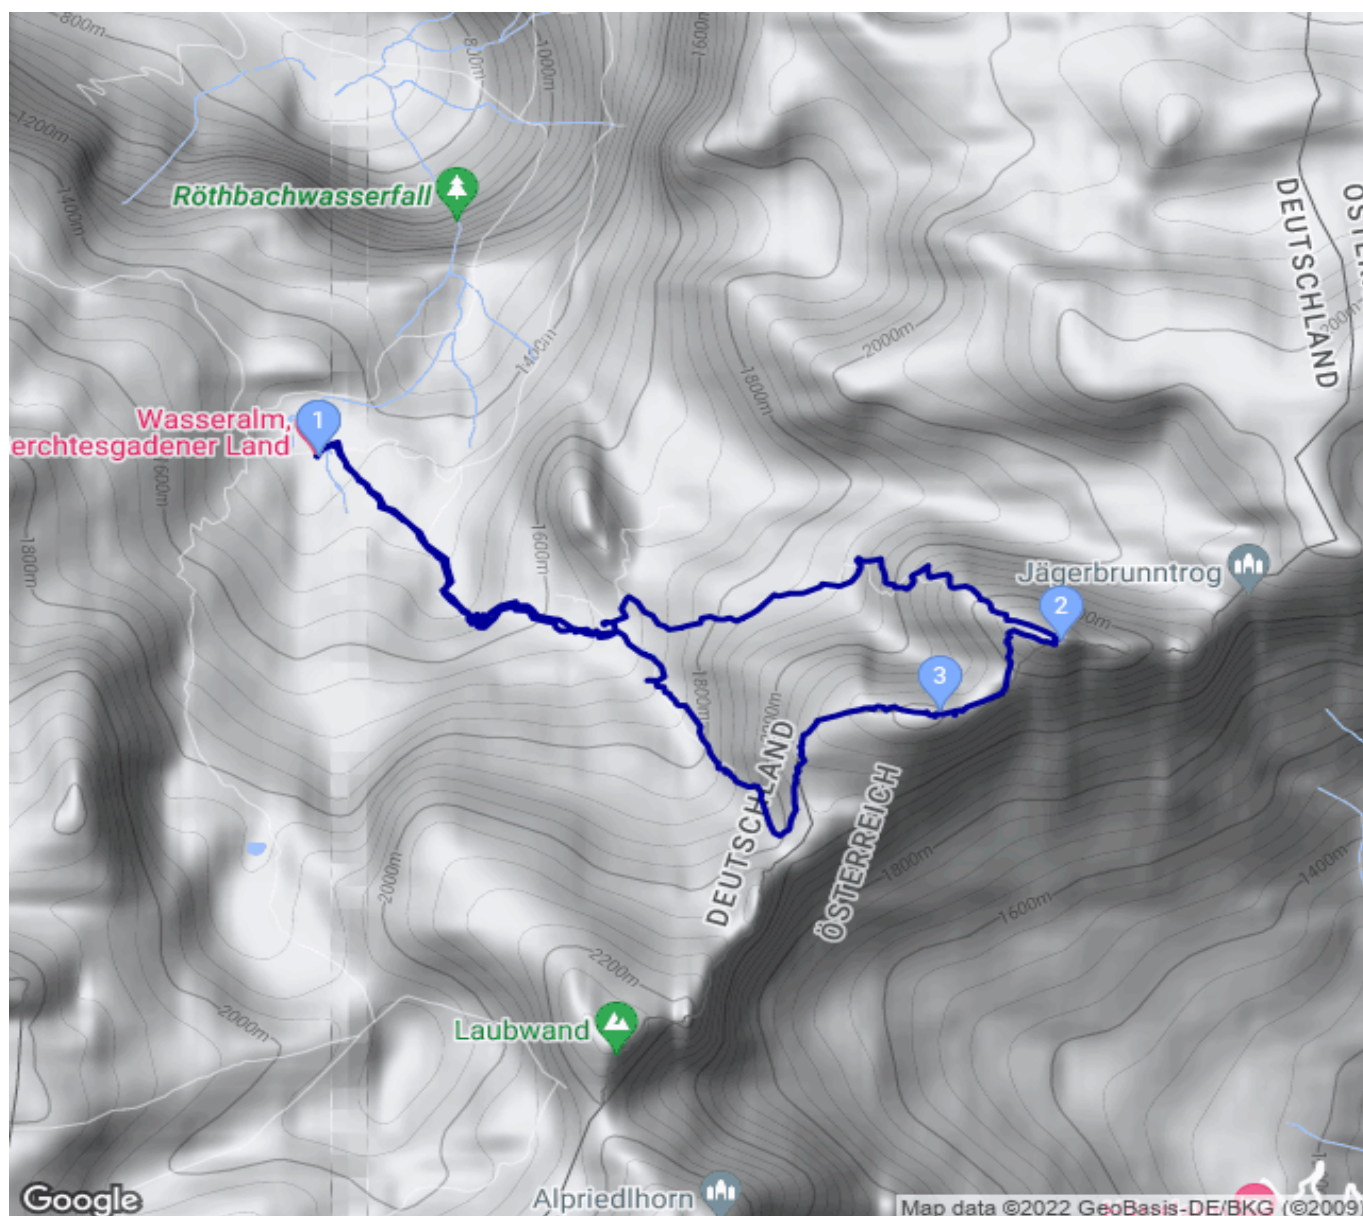 800m
800m
1000m
1600m
1200m
1400m
Röthbachwasserfall
DEUTSCHLAND
2000m
1400m
1800m
Wasseralm,
erchtesgadener Land
1
1600m
1800m
1600m
Jägerbrunntrog
2
3
1800m
DEUTSCHLAND
ÖSTERREICH
1800m
1400m
1600m
2000m
2200m
2000m
Laubwand
Alpriedlhorn
Google
Map data ©2022 GeoBasis-DE/BKG (©2009)